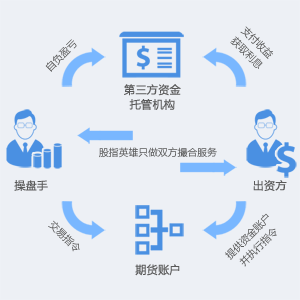 自负盈亏
支付收益
获取利息
第三方资金
托管机构
股指英雄只做双方撮合服务
操盘手
出资方
交易指令
提供资金账户
并执行指令
期货账户